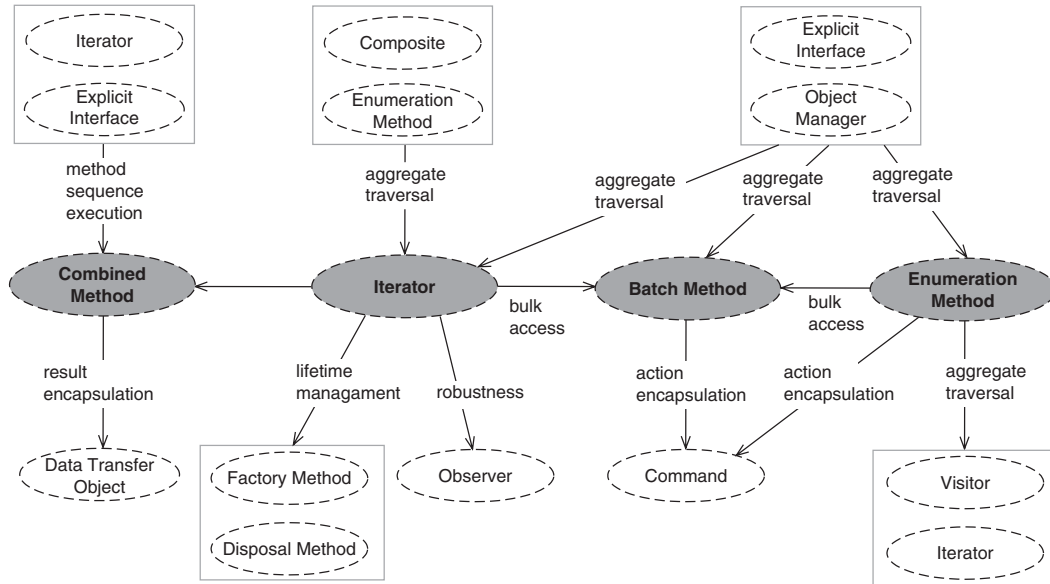 Iterator
Explicit
Interface
Composite
Enumeration
Method
Explicit
Interface
Object
Manager
method
sequence
execution
aggregate
traversal
aggregate
traversal
aggregate
traversal
aggregate
traversal
Combined
Method
Iterator
bulk
access
Batch Method
bulk
access
Enumeration
Method
result
encapsulation
lifetime
managament
robustness
action
encapsulation
action
encapsulation
aggregate
traversal
Data Transfer
Object
Factory Method
Disposal Method
Observer
Command
Visitor
Iterator